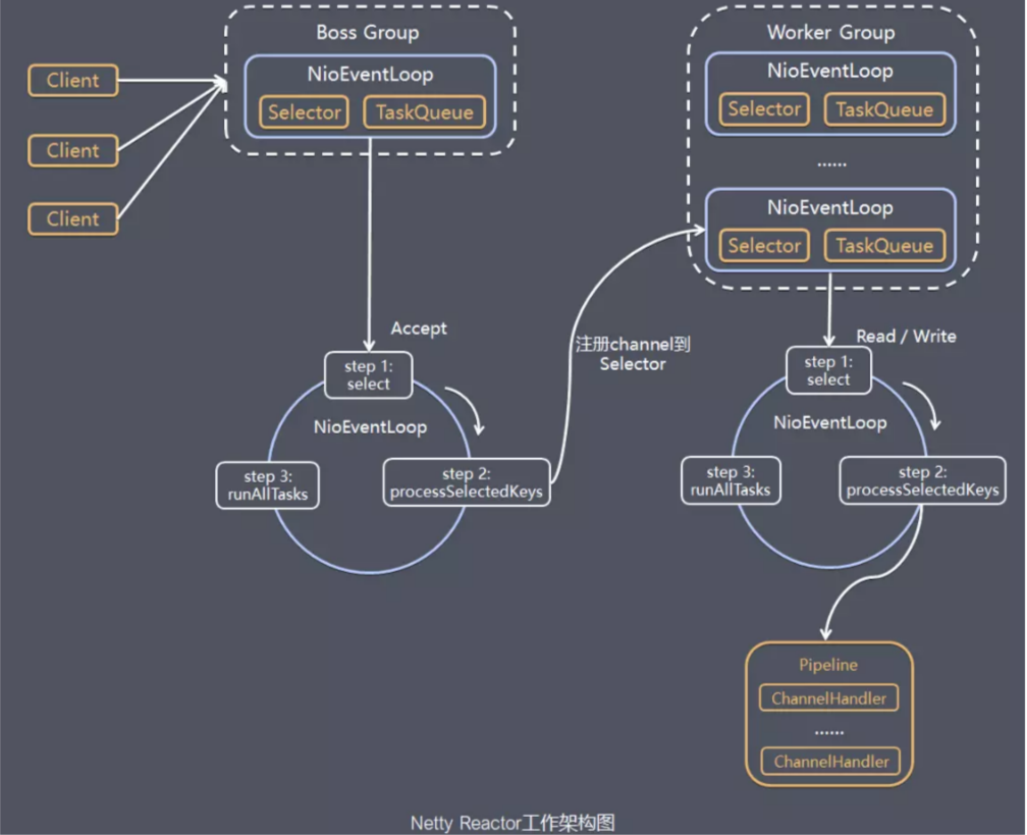 Boss Group
NioEventLoop
Selector
TaskQueue
Client
Client
Client
Worker Group
NioEventLoop
Selector
TaskQueue
......
NioEventLoop
Selector
TaskQueue
Accept
step 1:
select
NioEventLoop
step 2:
processSelectedKeys
step 3:
runAllTasks
注册channel到
Selector
Read / Write
step 1:
select
NioEventLoop
step 2:
processSelectedKeys
step 3:
runAllTasks
Pipeline
ChannelHandler
......
ChannelHandler
Netty Reactor工作架构图